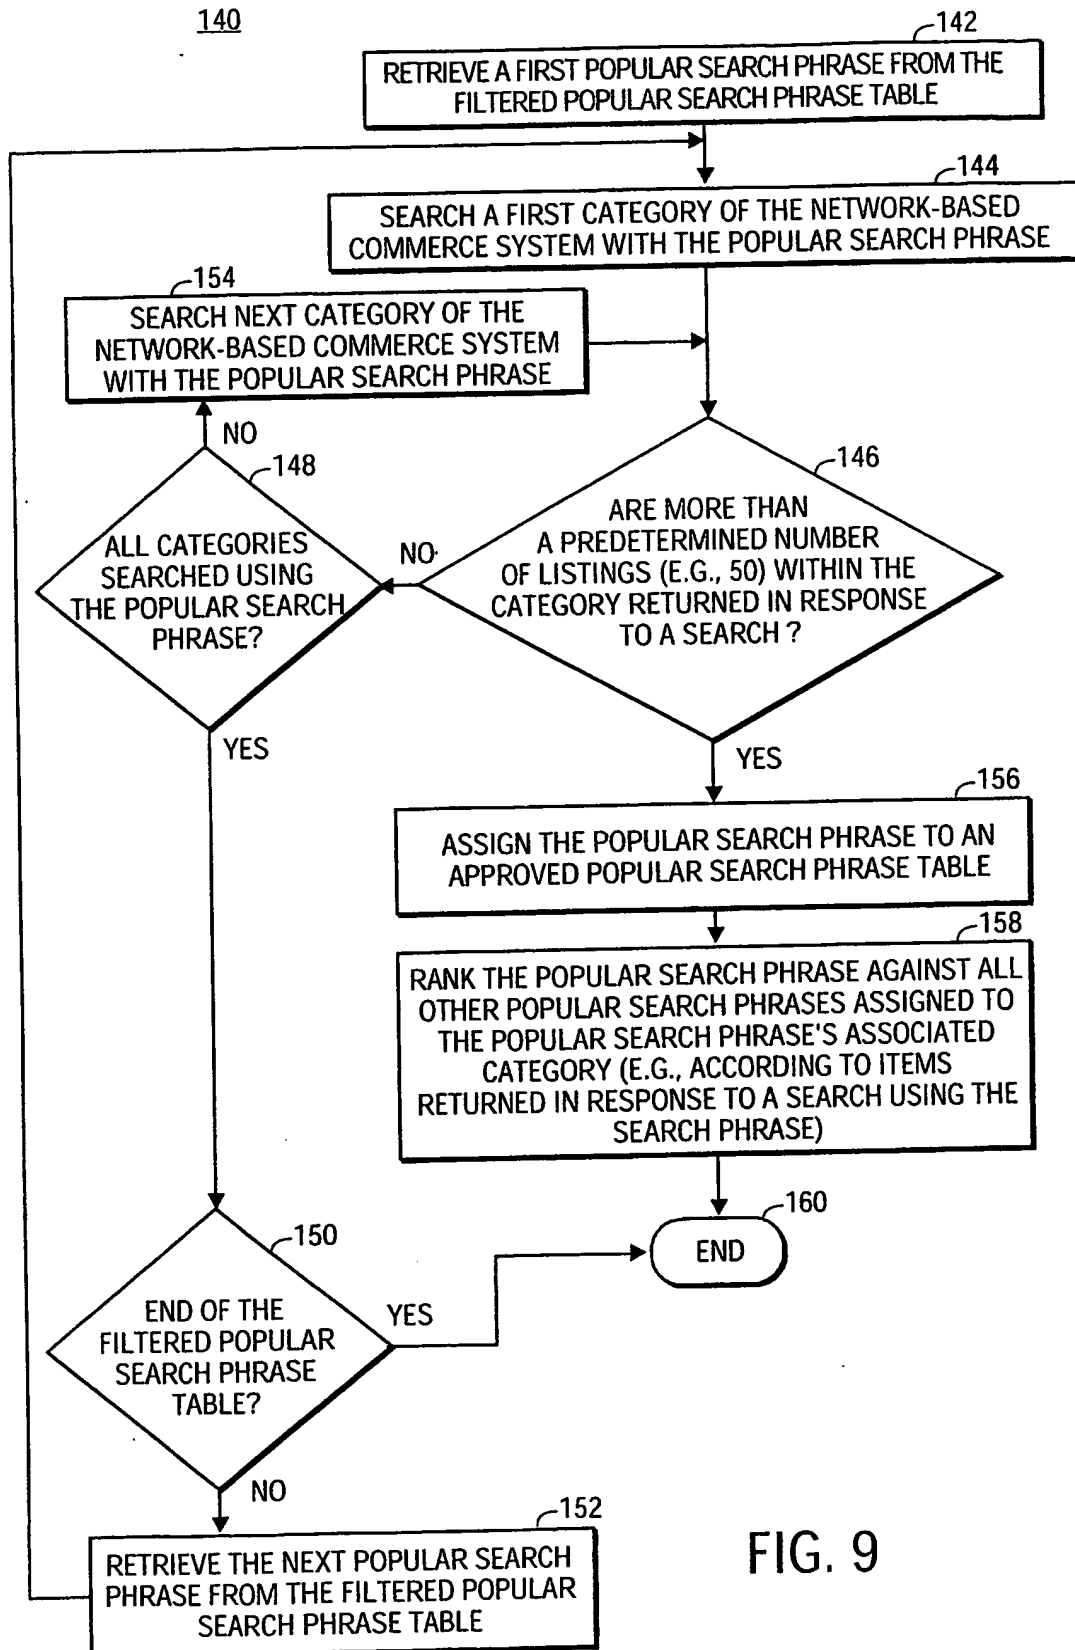 140
142
RETRIEVE A FIRST POPULAR SEARCH PHRASE FROM THE
FILTERED POPULAR SEARCH PHRASE TABLE
144
SEARCH A FIRST CATEGORY OF THE NETWORK-BASED
COMMERCE SYSTEM WITH THE POPULAR SEARCH PHRASE
154
SEARCH NEXT CATEGORY OF THE
NETWORK-BASED COMMERCE SYSTEM
WITH THE POPULAR SEARCH PHRASE
NO
148
ALL CATEGORIES
SEARCHED USING
THE POPULAR SEARCH
PHRASE?
NO
146
ARE MORE THAN
A PREDETERMINED NUMBER
OF LISTINGS (E.G., 50) WITHIN THE
CATEGORY RETURNED IN RESPONSE
TO A SEARCH ?
YES
YES
156
ASSIGN THE POPULAR SEARCH PHRASE TO AN
APPROVED POPULAR SEARCH PHRASE TABLE
158
RANK THE POPULAR SEARCH PHRASE AGAINST ALL
OTHER POPULAR SEARCH PHRASES ASSIGNED TO
THE POPULAR SEARCH PHRASE'S ASSOCIATED
CATEGORY (E.G., ACCORDING TO ITEMS
RETURNED IN RESPONSE TO A SEARCH USING THE
SEARCH PHRASE)
160
END
150
END OF THE
FILTERED POPULAR
SEARCH PHRASE
TABLE?
YES
NO
152
RETRIEVE THE NEXT POPULAR SEARCH
PHRASE FROM THE FILTERED POPULAR
SEARCH PHRASE TABLE
FIG. 9